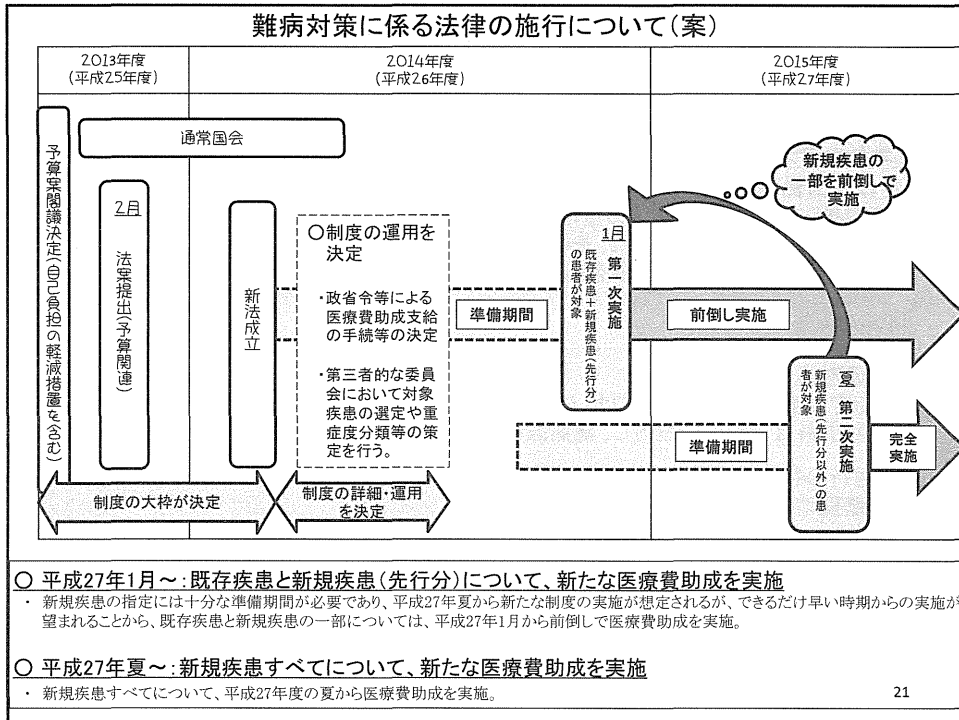 難病対策に係る法律の施行について(案)
2013年度
(平成25年度)
2014年度
(平成26年度)
2015年度
(平成27年度)
予算案閣議決定(自己負担の軽減措置を含む)
通常国会
2月
法案提出(予算関連)
新法成立
〇制度の運用を
決定
・政省令等による
医療費助成支給
の手続等の決定
・第三者的な委員
会において対象
疾患の選定や重
症度分類等の策
定を行う。
準備期間
1月 第一次実施
既存疾患+新規疾患(先行分)
の患者が対象
前倒し実施
新規疾患の
一部を前倒しで
実施
準備期間
夏 第二次実施
新規疾患(先行分以外)の患
者が対象
完全
実施
制度の大枠が決定
制度の詳細・運用
を決定
〇 平成27年1月~:既存疾患と新規疾患(先行分)について、新たな医療費助成を実施
・ 新規疾患の指定には十分な準備期間が必要であり、平成27年夏から新たな制度の実施が想定されるが、できるだけ早い時期からの実施が
望まれることから、既存疾患と新規疾患の一部については、平成27年1月から前倒しで医療費助成を実施。
〇 平成27年夏~:新規疾患すべてについて、新たな医療費助成を実施
・ 新規疾患すべてについて、平成27年度の夏から医療費助成を実施。
21